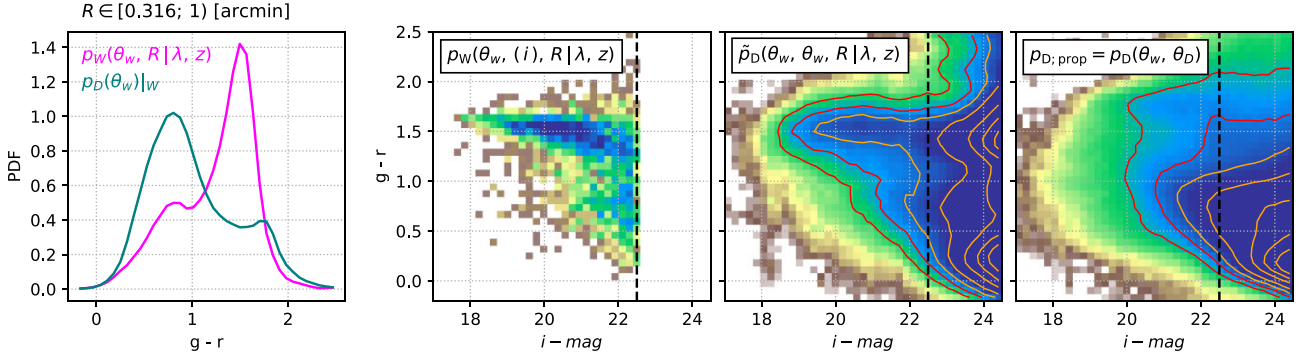 R ∈ [0.316; 1) [arcmin]
p_W(θ_w, R | λ, z)
p_D(θ_w)|_W
PDF
1.4
1.2
1.0
0.8
0.6
0.4
0.2
0.0
0
1
2
g - r
p_W(θ_w, (i), R | λ, z)
g - r
2.5
2.0
1.5
1.0
0.5
0.0
18
20
22
24
i − mag
p̃_D(θ_w, θ_w, R | λ, z)
18
20
22
24
i − mag
p_D; prop = p_D(θ_w, θ_D)
18
20
22
24
i − mag